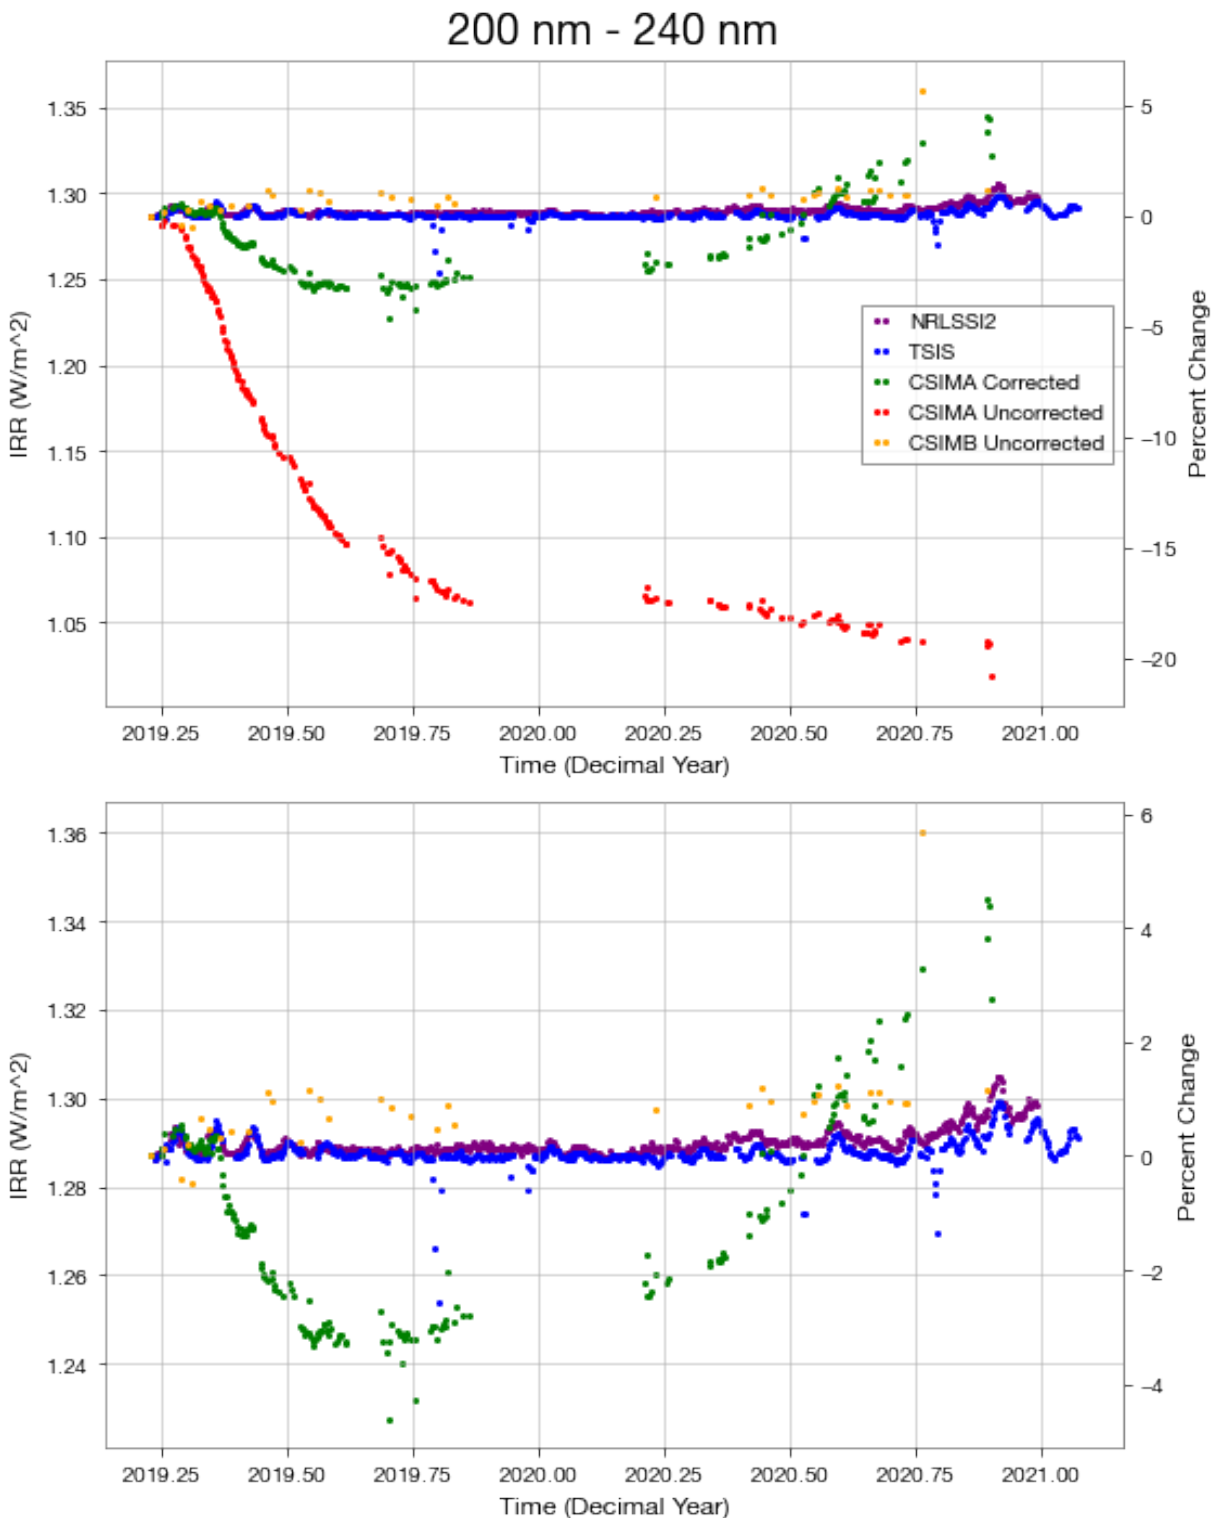 200 nm - 240 nm
1.35
1.30
1.25
1.20
1.15
1.10
1.05
IRR (W/m^2)
5
0
−5
−10
−15
−20
Percent Change
NRLSSI2
TSIS
CSIMA Corrected
CSIMA Uncorrected
CSIMB Uncorrected
2019.25 2019.50 2019.75 2020.00 2020.25 2020.50 2020.75 2021.00
Time (Decimal Year)
1.36
1.34
1.32
1.30
1.28
1.26
1.24
IRR (W/m^2)
6
4
2
0
−2
−4
Percent Change
2019.25 2019.50 2019.75 2020.00 2020.25 2020.50 2020.75 2021.00
Time (Decimal Year)